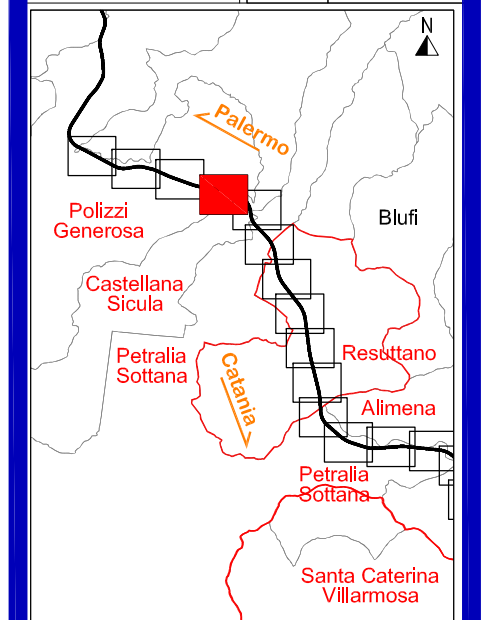 N
Palermo
Polizzi
Generosa
Blufi
Castellana
Sicula
Petralia
Sottana
Catania
Resuttano
Alimena
Petralia
Sottana
Santa Caterina
Villarmosa